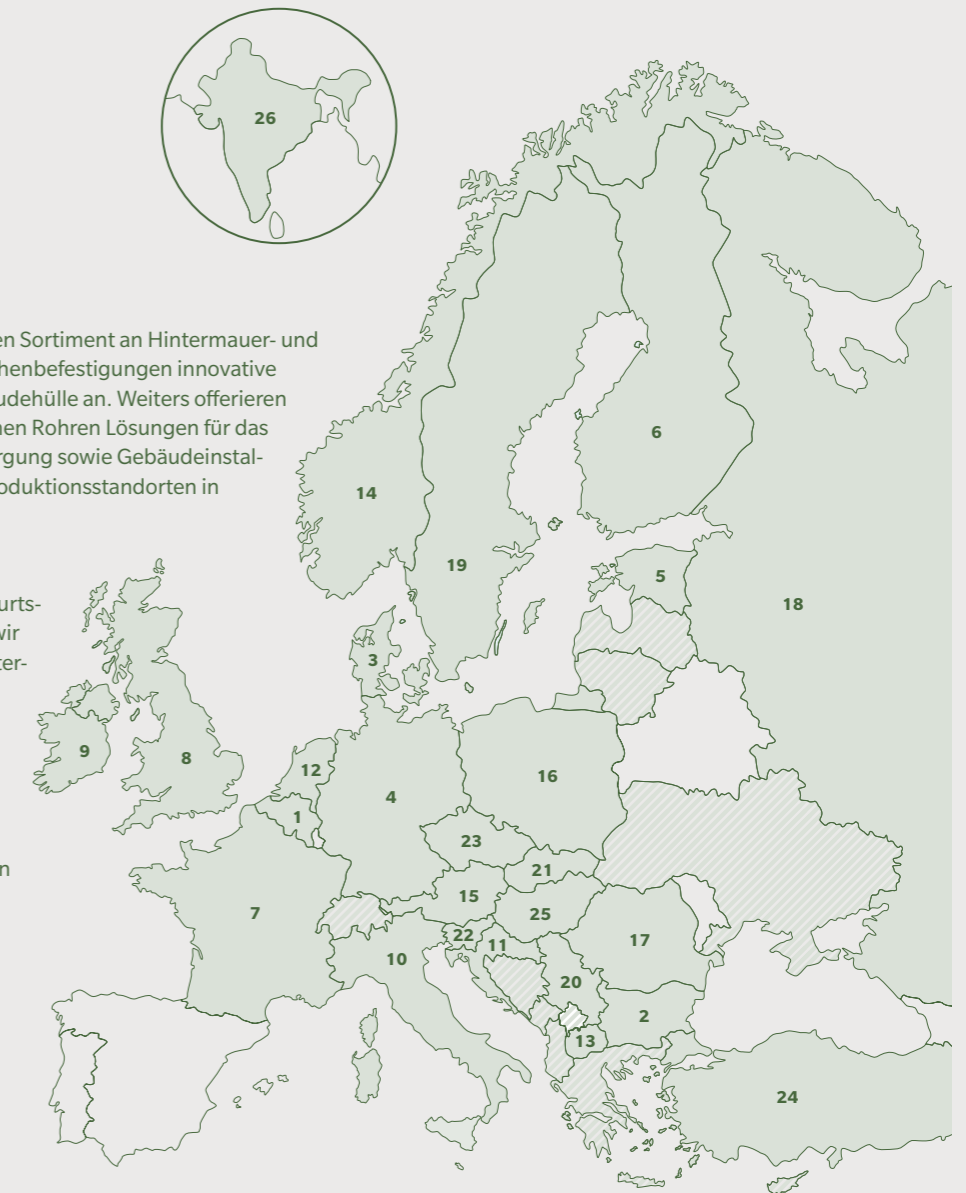 26
en Sortiment an Hintermauer- und
henbefestigungen innovative
udehülle an. Weiters offerieren
nen Rohren Lösungen für das
rgung sowie Gebäudeinstal-
oduktionsstandorten in
6
14
19
5
urts-
18
wir
3
ter-
9
8
12
16
4
1
23
n
21
15
7
25
22
11
17
10
20
2
13
24